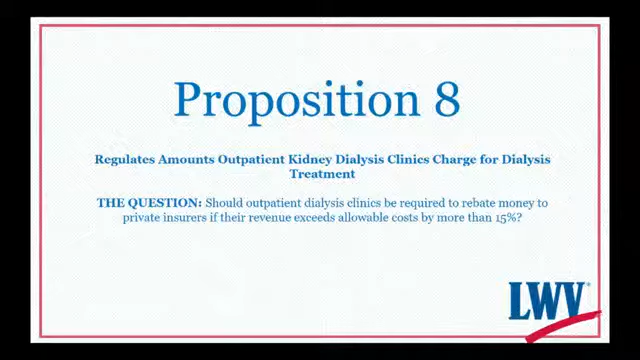 Proposition 8
Regulates Amounts Outpatient Kidney Dialysis Clinics Charge for Dialysis
Treatment
THE QUESTION: Should outpatient dialysis clinics be required to rebate money to
private insurers if their revenue exceeds allowable costs by more than 15%?
LWV®